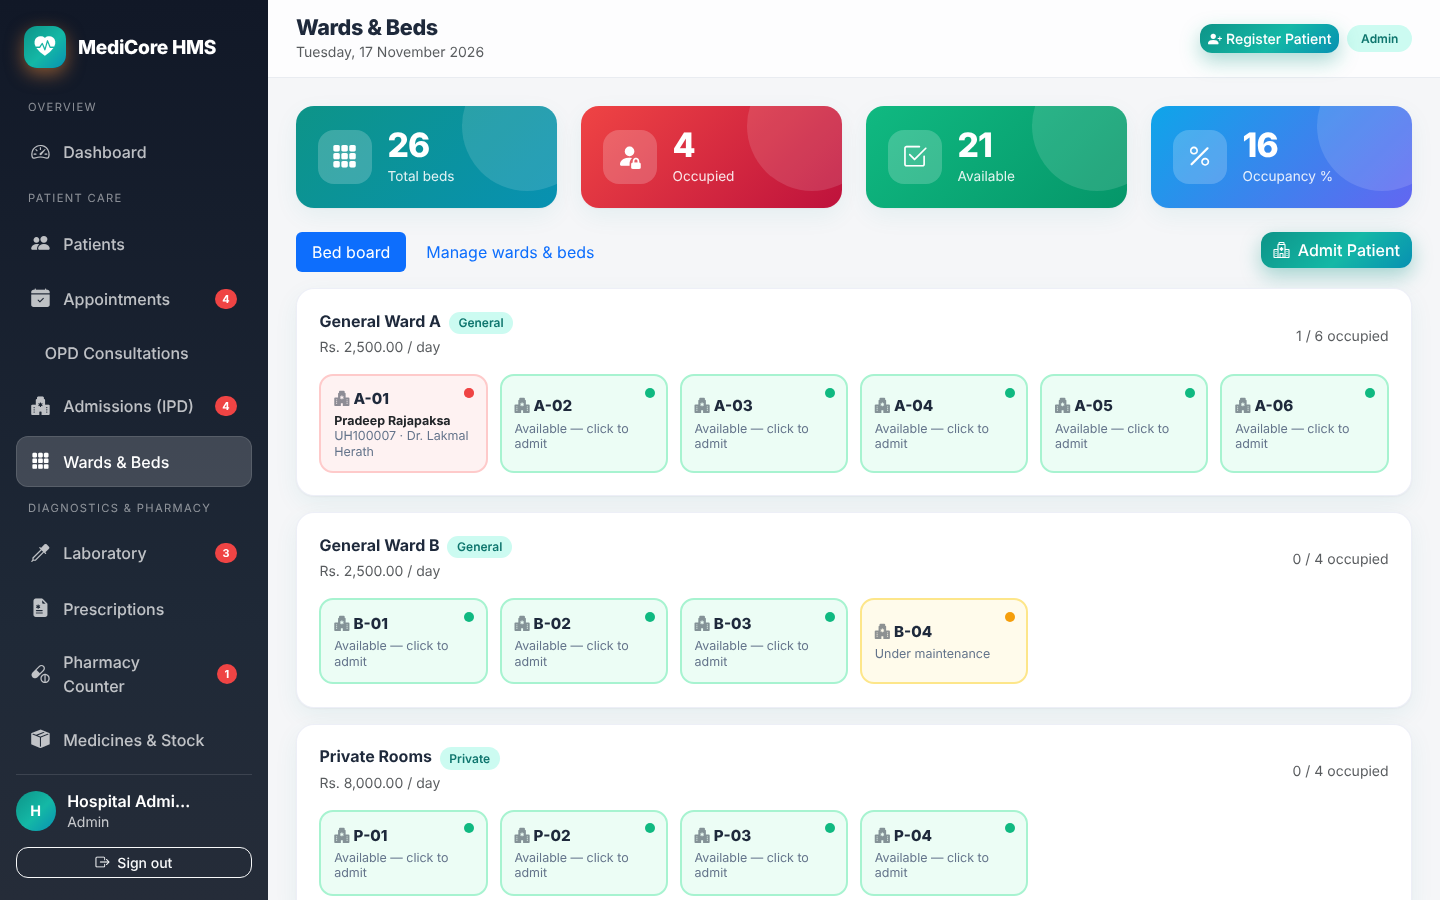 MediCore HMS
OVERVIEW
Dashboard
PATIENT CARE
Patients
Appointments 4
OPD Consultations
Admissions (IPD) 4
Wards & Beds
DIAGNOSTICS & PHARMACY
Laboratory 3
Prescriptions
Pharmacy
Counter 1
Medicines & Stock
H
Hospital Admi...
Admin
Sign out
Wards & Beds
Tuesday, 17 November 2026
Register Patient
Admin
26
Total beds
4
Occupied
21
Available
16
Occupancy %
Bed board
Manage wards & beds
Admit Patient
General Ward A General
Rs. 2,500.00 / day
1 / 6 occupied
A-01
Pradeep Rajapaksa
UH100007 · Dr. Lakmal
Herath
A-02
Available — click to
admit
A-03
Available — click to
admit
A-04
Available — click to
admit
A-05
Available — click to
admit
A-06
Available — click to
admit
General Ward B General
Rs. 2,500.00 / day
0 / 4 occupied
B-01
Available — click to
admit
B-02
Available — click to
admit
B-03
Available — click to
admit
B-04
Under maintenance
Private Rooms Private
Rs. 8,000.00 / day
0 / 4 occupied
P-01
Available — click to
admit
P-02
Available — click to
admit
P-03
Available — click to
admit
P-04
Available — click to
admit